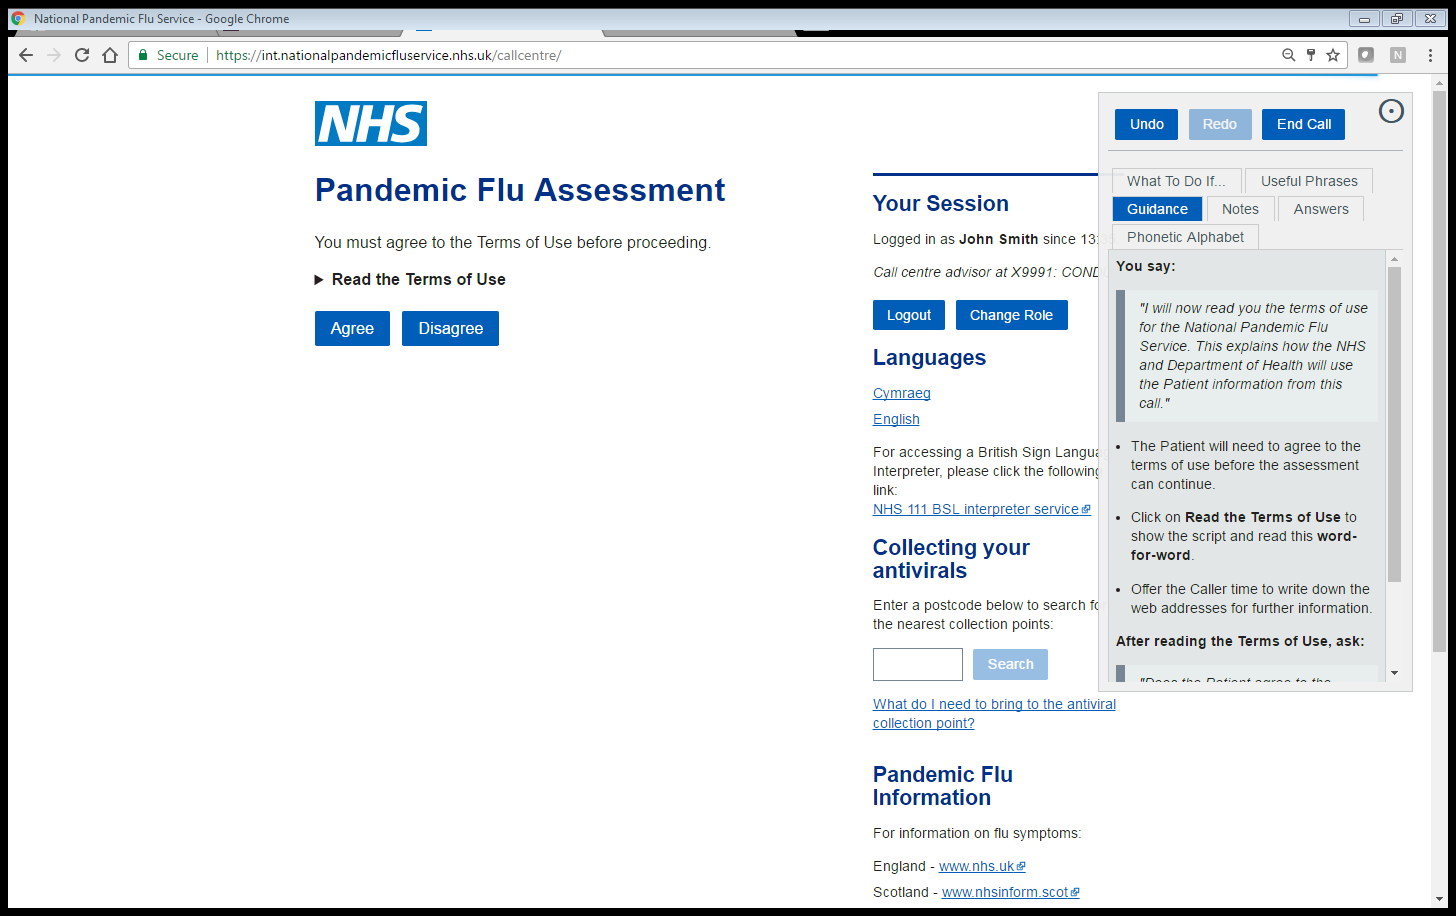 National Pandemic Flu Service - Google Chrome
Secure
https://int.nationalpandemicfluservice.nhs.uk/callcentre/
N
NHS
Pandemic Flu Assessment
You must agree to the Terms of Use before proceeding.
Read the Terms of Use
Agree
Disagree
Your Session
Logged in as John Smith since 13:
Call centre advisor at X9991: COND
Logout
Change Role
Languages
Cymraeg
English
For accessing a British Sign Langua
Interpreter, please click the following
link:
NHS 111 BSL interpreter service
Collecting your
antivirals
Enter a postcode below to search fo
the nearest collection points:
Search
What do I need to bring to the antiviral
collection point?
Pandemic Flu
Information
For information on flu symptoms:
England - www.nhs.uk
Scotland - www.nhsinform.scot
Undo
Redo
End Call
What To Do If...
Useful Phrases
Guidance
Notes
Answers
Phonetic Alphabet
You say:
"I will now read you the terms of use
for the National Pandemic Flu
Service. This explains how the NHS
and Department of Health will use
the Patient information from this
call."
• The Patient will need to agree to the
terms of use before the assessment
can continue.
• Click on Read the Terms of Use to
show the script and read this word-
for-word.
• Offer the Caller time to write down the
web addresses for further information.
After reading the Terms of Use, ask:
"Does the Patient agree to the